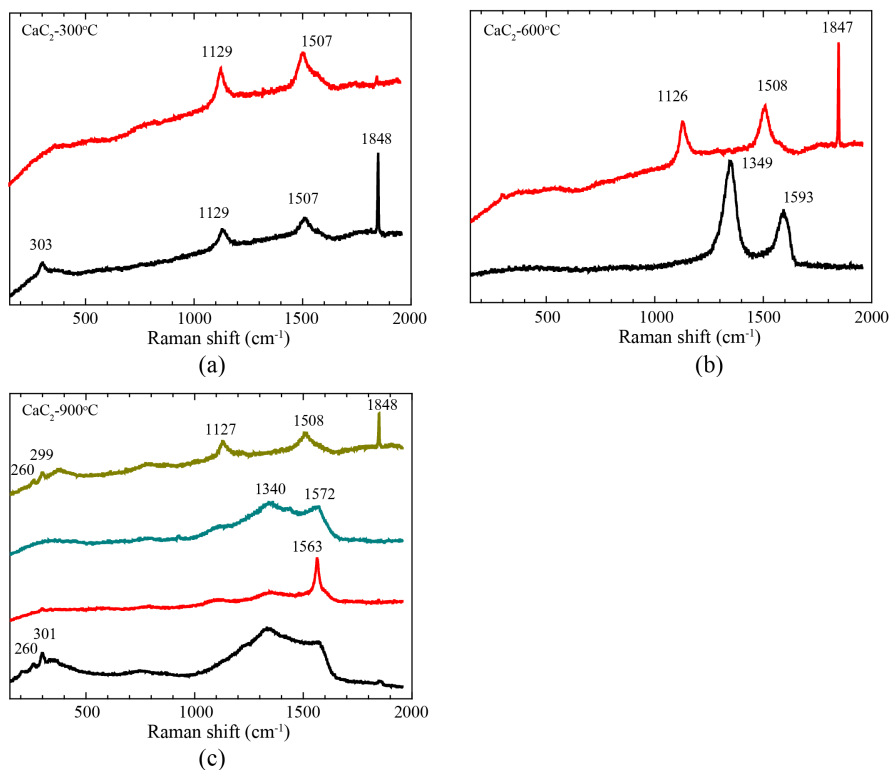 CaC₂-300°C
1129
1507
1848
1129
1507
303
500 1000 1500 2000
Raman shift (cm⁻¹)
(a)
CaC₂-600°C
1847
1126
1508
1349
1593
500 1000 1500 2000
Raman shift (cm⁻¹)
(b)
CaC₂-900°C
1848
1127
1508
299
260
1340
1572
1563
301
260
500 1000 1500 2000
Raman shift (cm⁻¹)
(c)